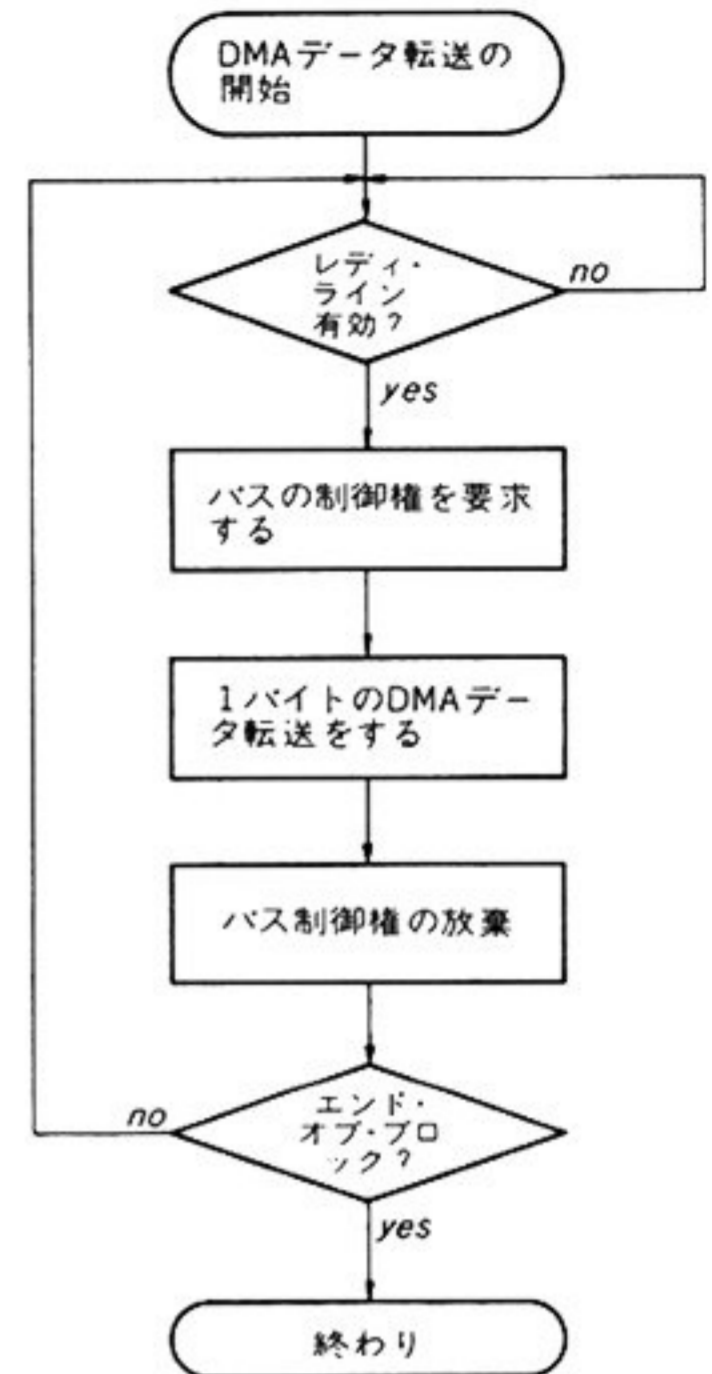 DMAデータ転送の
開始
レディ・
ライン
有効?
no
yes
バスの制御権を要求
する
1バイトのDMAデー
タ転送をする
バス制御権の放棄
エンド・
オブ・ブロ
ック?
no
yes
終わり